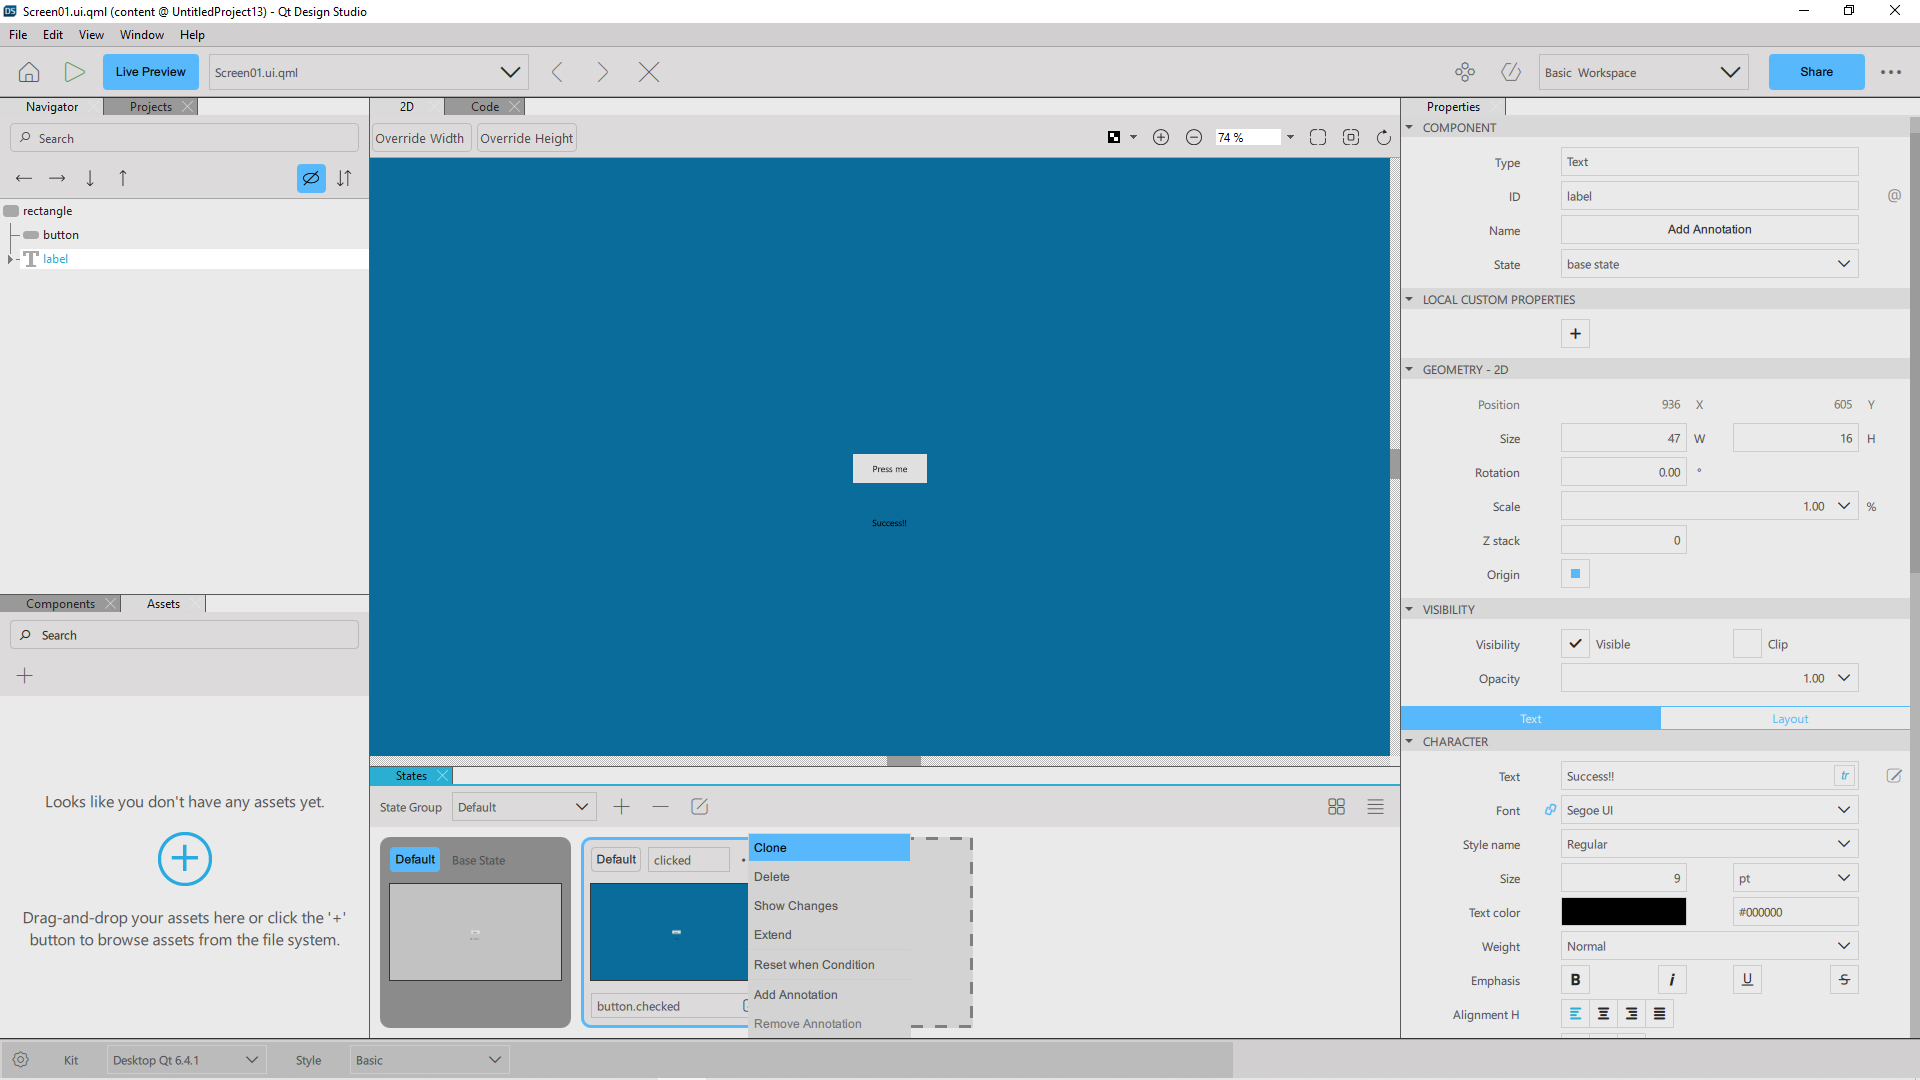 Screen01.ui.qml (content @ UntitledProject13) - Qt Design Studio
File Edit View Window Help
Live Preview
Screen01.ui.qml
Basic Workspace
Share
Navigator
Projects
2D
Code
Properties
Search
Override Width
Override Height
74 %
rectangle
button
label
Press me
Success!!
COMPONENT
Type
Text
ID
label
@
Name
Add Annotation
State
base state
LOCAL CUSTOM PROPERTIES
GEOMETRY - 2D
Position
936
X
605
Y
Size
47
W
16
H
Rotation
0.00
°
Scale
1.00
%
Z stack
0
Origin
VISIBILITY
Visibility
Visible
Clip
Opacity
1.00
Text
Layout
CHARACTER
Text
Success!!
tr
Font
Segoe UI
Style name
Regular
Size
9
pt
Text color
#000000
Weight
Normal
Emphasis
B
i
U
S
Alignment H
Components
Assets
Search
Looks like you don't have any assets yet.
Drag-and-drop your assets here or click the '+'
button to browse assets from the file system.
States
State Group
Default
Default
Base State
Default
clicked
button.checked
Clone
Delete
Show Changes
Extend
Reset when Condition
Add Annotation
Remove Annotation
Kit
Desktop Qt 6.4.1
Style
Basic